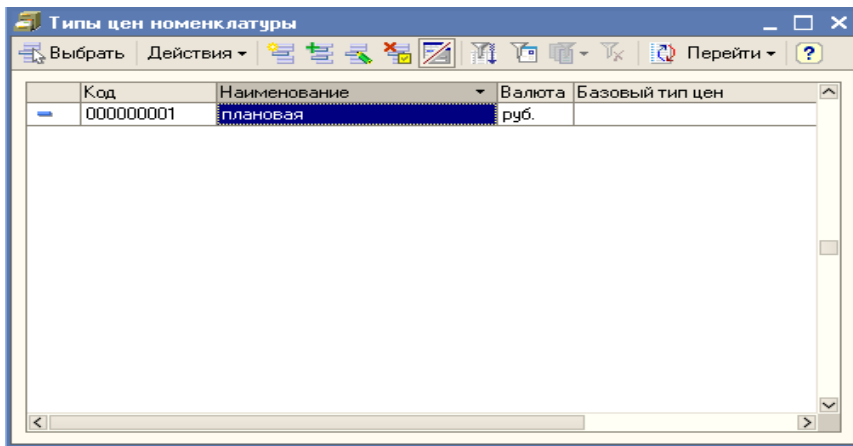 Типы цен номенклатуры
Выбрать Действия Перейти ?
Код Наименование Валюта Базовый тип цен
000000001 плановая руб.